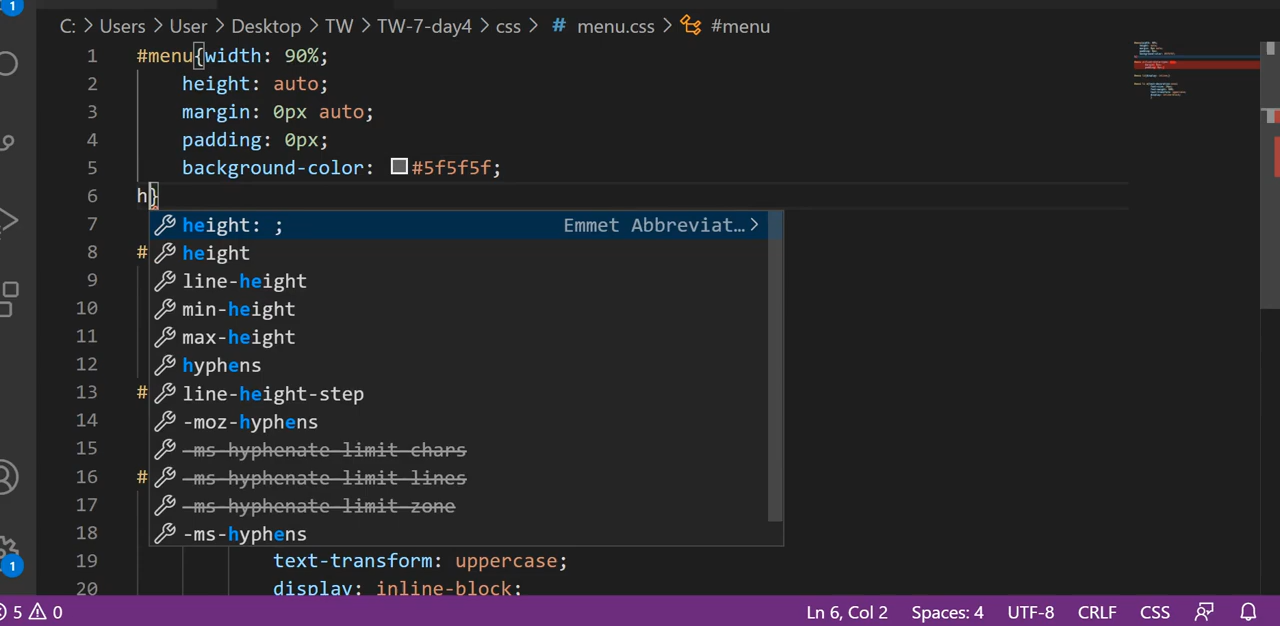 1
C: > Users > User > Desktop > TW > TW-7-day4 > css > # menu.css > #menu
1 #menu{width: 90%;
2 height: auto;
3 margin: 0px auto;
4 padding: 0px;
5 background-color: #5f5f5f;
6 h}
7 height: ; Emmet Abbreviat… >
8 # height
9 line-height
10 min-height
11 max-height
12 hyphens
13 # line-height-step
14 -moz-hyphens
15 -ms-hyphenate-limit-chars
16 # -ms-hyphenate-limit-lines
17 -ms-hyphenate-limit-zone
18 -ms-hyphens
19 text-transform: uppercase;
20 display: inline-block;
1
5 0 Ln 6, Col 2 Spaces: 4 UTF-8 CRLF CSS